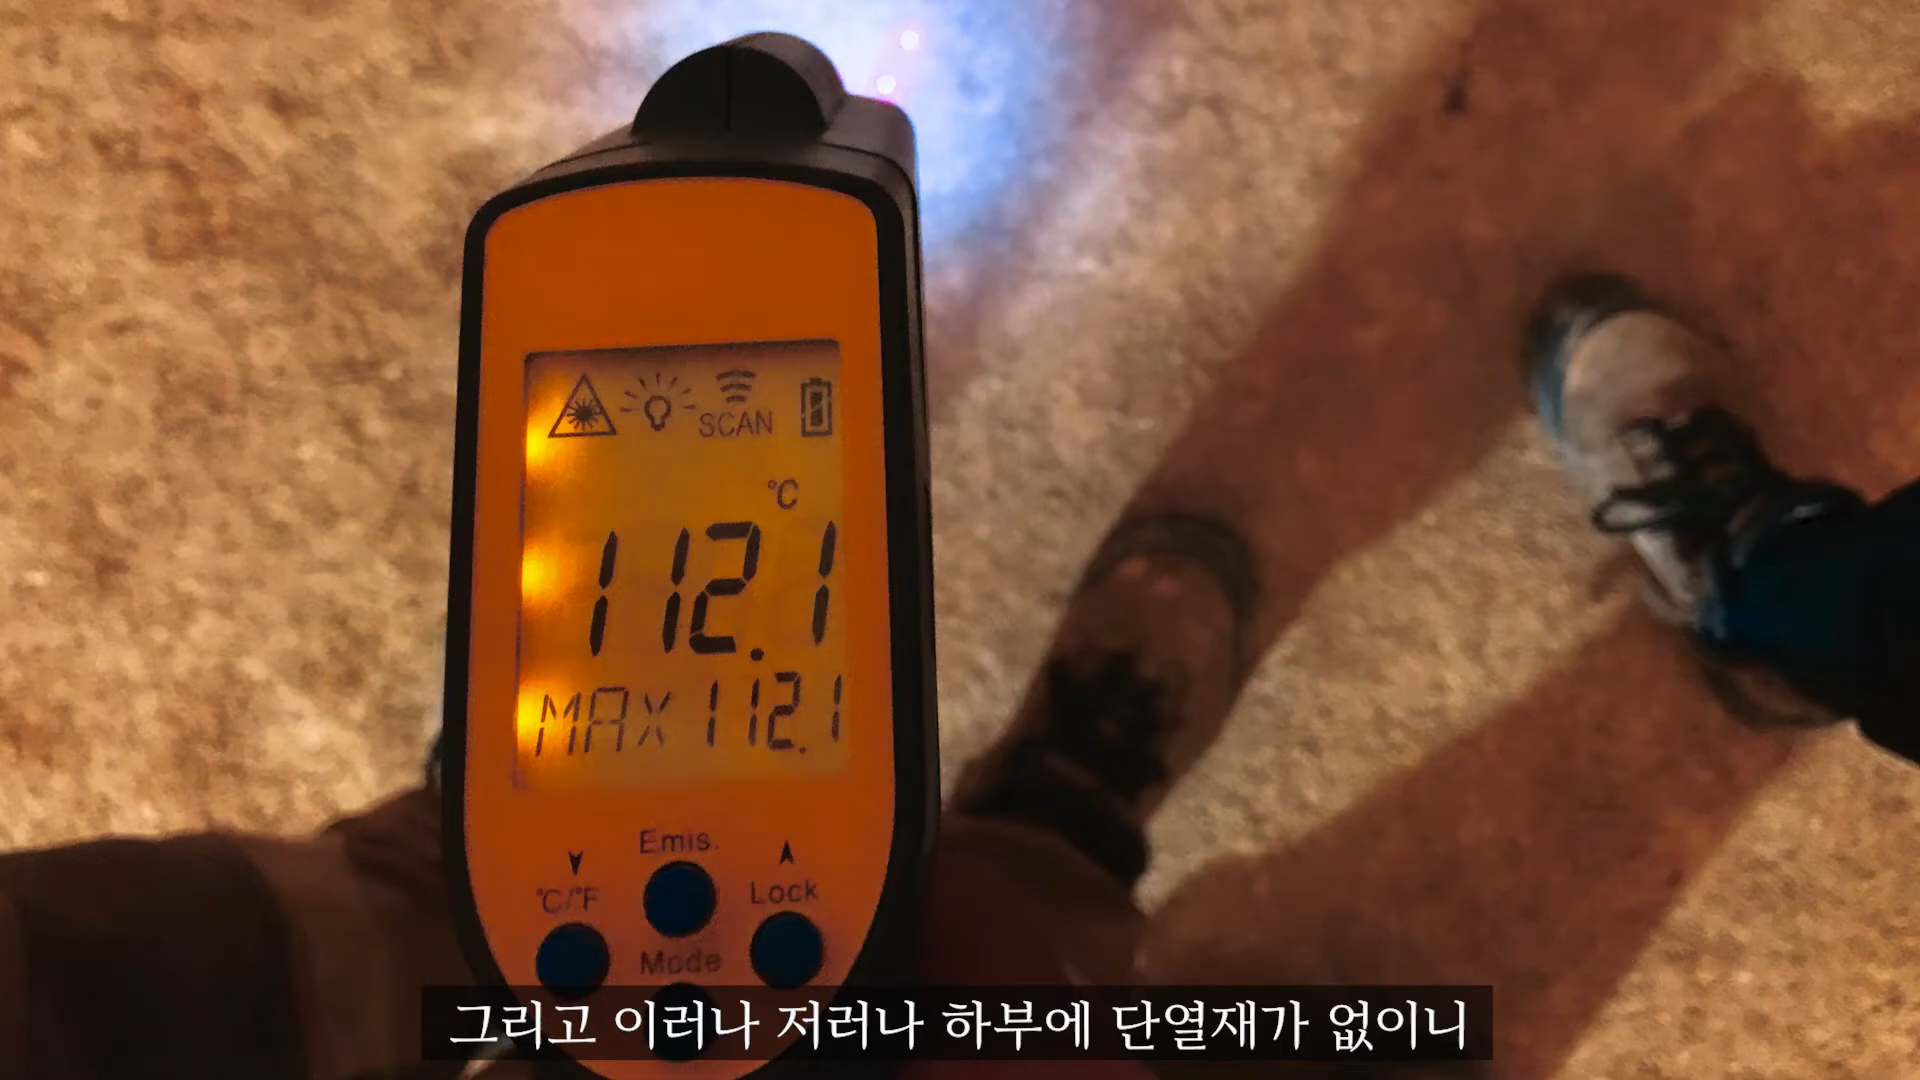 SCAN
°C
112.1
MAX 112.1
Emis.
°C/°F
Lock
Mode
그리고 이러나 저러나 하부에 단열재가 없이니